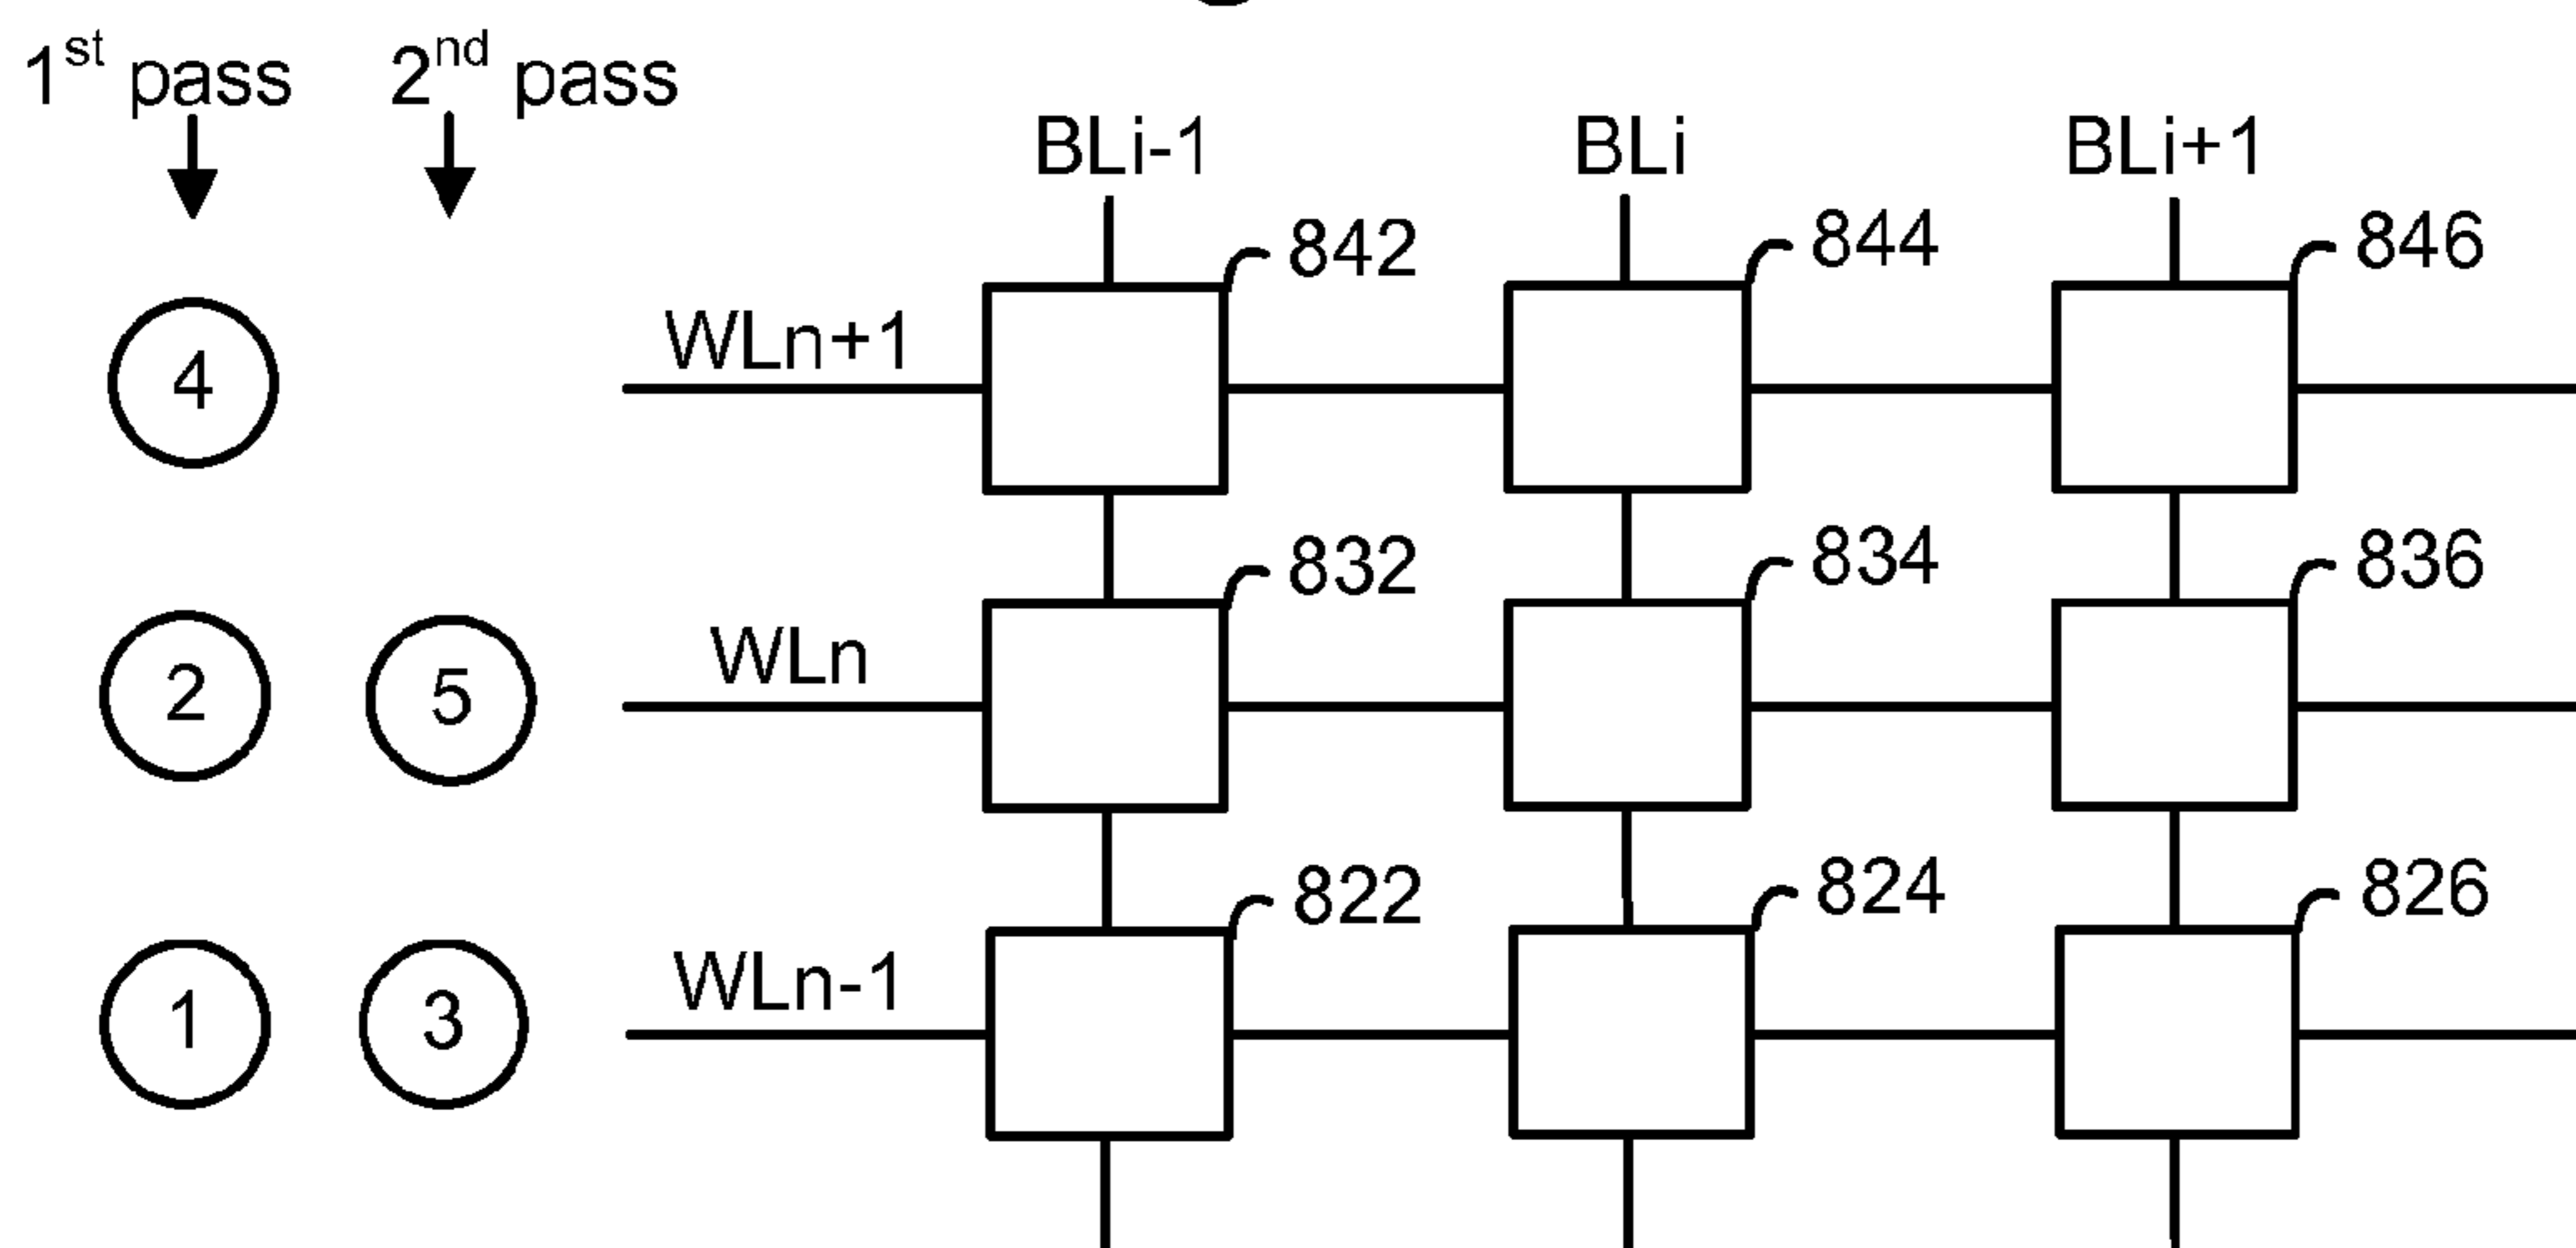 1st pass 2nd pass
BLi-1 BLi BLi+1
842 844 846
4 WLn+1
832 834 836
2 5 WLn
822 824 826
1 3 WLn-1